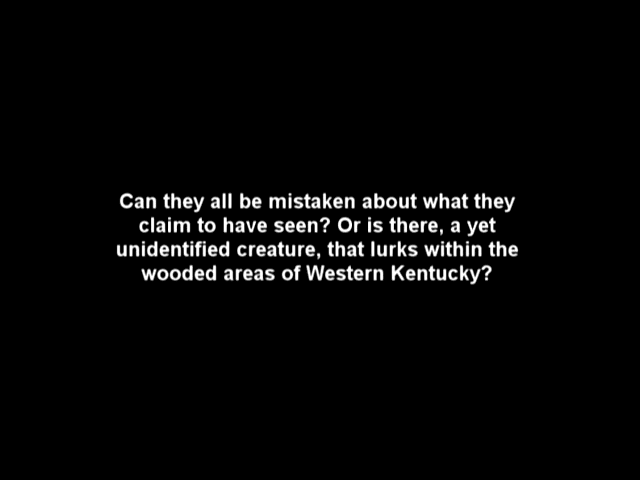 Can they all be mistaken about what they
claim to have seen? Or is there, a yet
unidentified creature, that lurks within the
wooded areas of Western Kentucky?